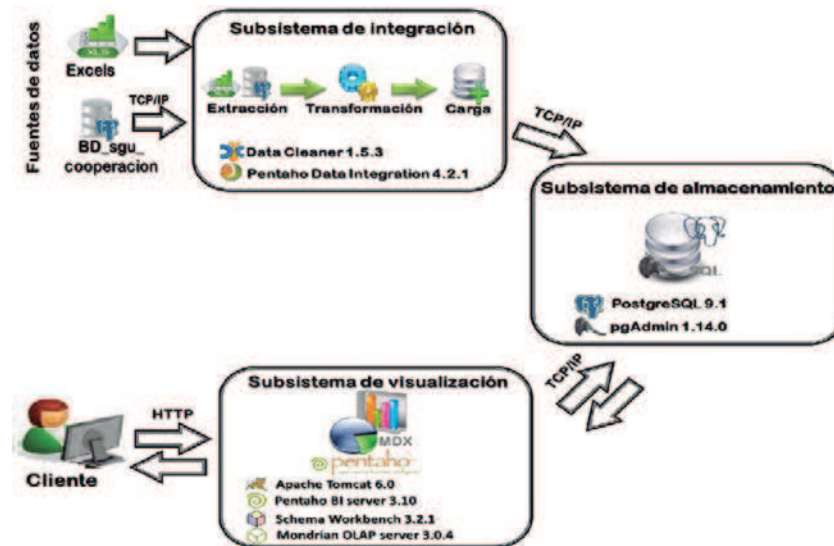 Fuentes de datos
XLS
Excels
TCP/IP
BD_sgu_
cooperacion
Subsistema de integración
Extracción
Transformación
Carga
Data Cleaner 1.5.3
Pentaho Data Integration 4.2.1
TCP/IP
Subsistema de almacenamiento
SQL
PostgreSQL 9.1
pgAdmin 1.14.0
TCP/IP
Subsistema de visualización
MDX
pentaho
Apache Tomcat 6.0
Pentaho BI server 3.10
Schema Workbench 3.2.1
Mondrian OLAP server 3.0.4
HTTP
Cliente